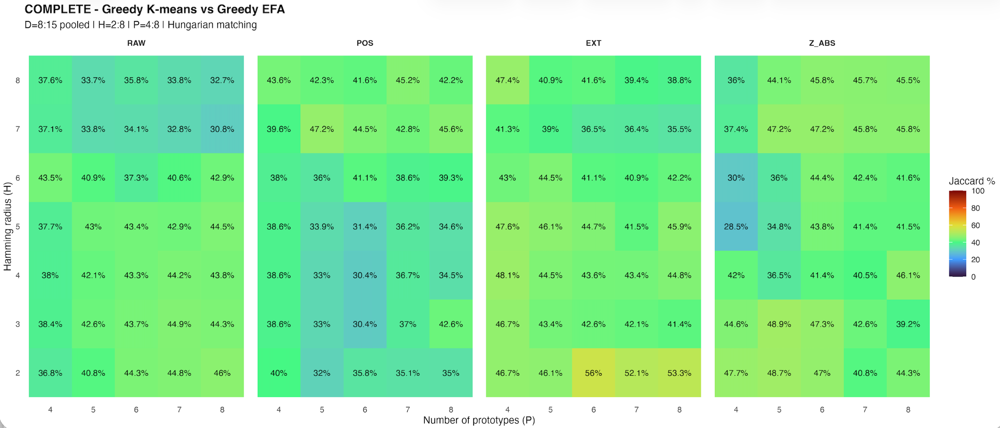 COMPLETE - Greedy K-means vs Greedy EFA
D=8:15 pooled | H=2:8 | P=4:8 | Hungarian matching
RAW POS EXT Z_ABS
8 37.6% 33.7% 35.8% 33.8% 32.7% 43.6% 42.3% 41.6% 45.2% 42.2% 47.4% 40.9% 41.6% 39.4% 38.8% 36% 44.1% 45.8% 45.7% 45.5%
7 37.1% 33.8% 34.1% 32.8% 30.8% 39.6% 47.2% 44.5% 42.8% 45.6% 41.3% 39% 36.5% 36.4% 35.5% 37.4% 47.2% 47.2% 45.8% 45.8%
6 43.5% 40.9% 37.3% 40.6% 42.9% 38% 36% 41.1% 38.6% 39.3% 43% 44.5% 41.1% 40.9% 42.2% 30% 36% 44.4% 42.4% 41.6%
5 37.7% 43% 43.4% 42.9% 44.5% 38.6% 33.9% 31.4% 36.2% 34.6% 47.6% 46.1% 44.7% 41.5% 45.9% 28.5% 34.8% 43.8% 41.4% 41.5%
4 38% 42.1% 43.3% 44.2% 43.8% 38.6% 33% 30.4% 36.7% 34.5% 48.1% 44.5% 43.6% 43.4% 44.8% 42% 36.5% 41.4% 40.5% 46.1%
3 38.4% 42.6% 43.7% 44.9% 44.3% 38.6% 33% 30.4% 37% 42.6% 46.7% 43.4% 42.6% 42.1% 41.4% 44.6% 48.9% 47.3% 42.6% 39.2%
2 36.8% 40.8% 44.3% 44.8% 46% 40% 32% 35.8% 35.1% 35% 46.7% 46.1% 56% 52.1% 53.3% 47.7% 48.7% 47% 40.8% 44.3%
4 5 6 7 8 4 5 6 7 8 4 5 6 7 8 4 5 6 7 8
Number of prototypes (P)
Hamming radius (H)
Jaccard %
100
80
60
40
20
0